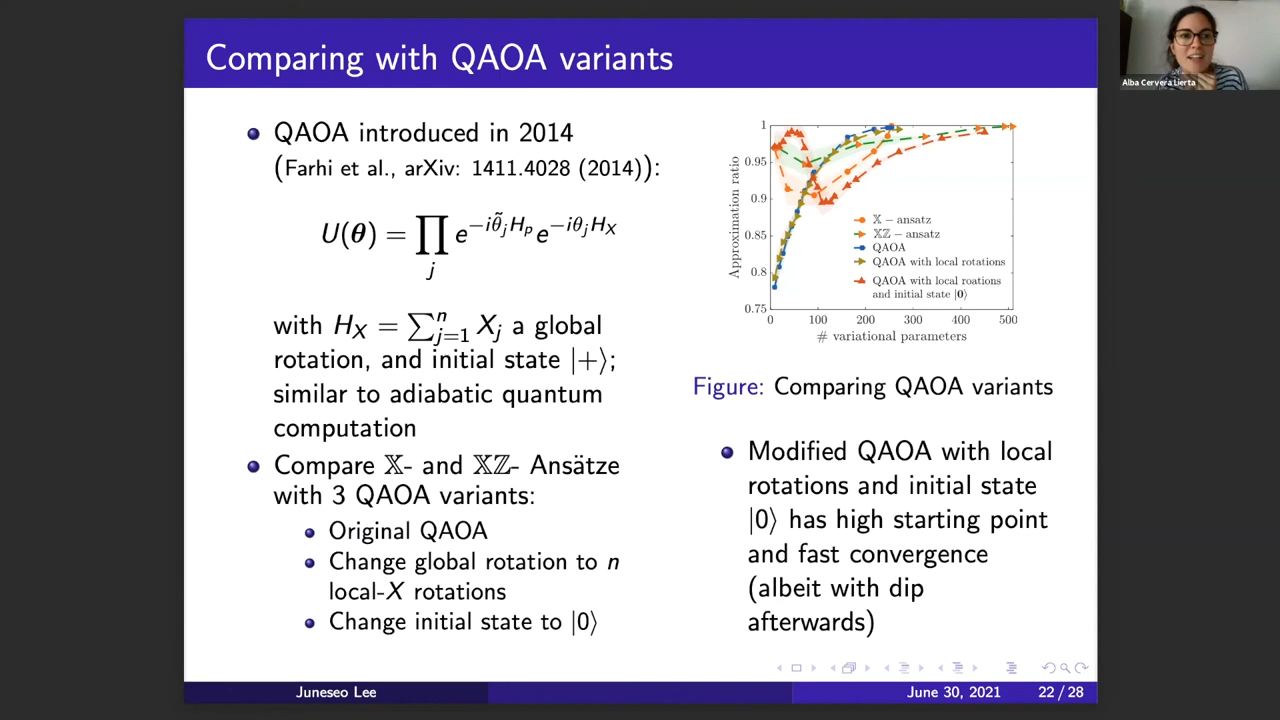 Comparing with QAOA variants
QAOA introduced in 2014
(Farhi et al., arXiv: 1411.4028 (2014)):
U(θ) = ∏_j e^{-iθ̃_j H_p} e^{-iθ_j H_X}
with H_X = ∑_{j=1}^n X_j a global
rotation, and initial state |+⟩;
similar to adiabatic quantum
computation
Compare 𝕏- and 𝕏ℤ- Ansätze
with 3 QAOA variants:
Original QAOA
Change global rotation to n
local-X rotations
Change initial state to |0⟩
Approximation ratio
1
0.95
0.9
0.85
0.8
0.75
𝕏 − ansatz
𝕏ℤ − ansatz
QAOA
QAOA with local rotations
QAOA with local roations
and initial state |0⟩
0 100 200 300 400 500
# variational parameters
Figure: Comparing QAOA variants
Modified QAOA with local
rotations and initial state
|0⟩ has high starting point
and fast convergence
(albeit with dip
afterwards)
Juneseo Lee
June 30, 2021
22 / 28
Alba Cervera Lierta